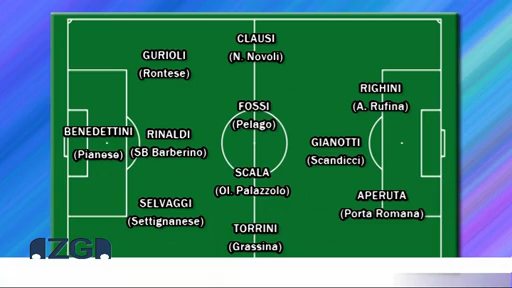 BENEDETTINI
(Pianese)
GURIOLI
(Rontese)
RINALDI
(SB Barberino)
SELVAGGI
(Settignanese)
CLAUSI
(N. Novoli)
FOSSI
(Pelago)
SCALA
(Ol. Palazzolo)
TORRINI
(Grassina)
RIGHINI
(A. Rufina)
GIANOTTI
(Scandicci)
APERUTA
(Porta Romana)
ZG